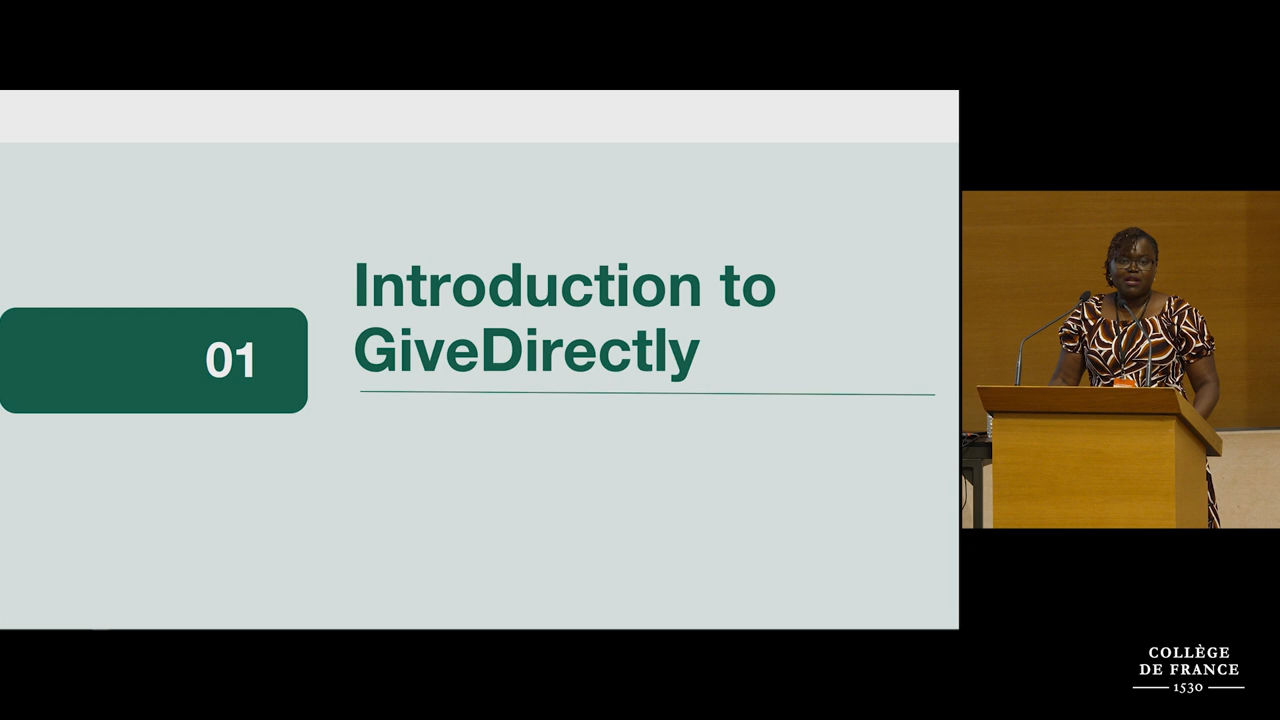 01
Introduction to
GiveDirectly
COLLÈGE
DE FRANCE
1530